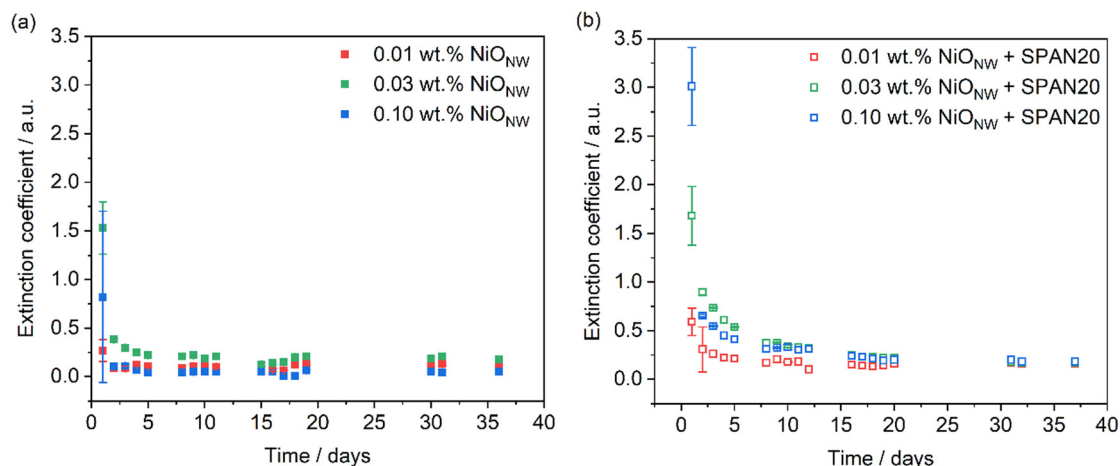 (a)
3.5
3.0
2.5
2.0
1.5
1.0
0.5
0.0
Extinction coefficient / a.u.
0.01 wt.% NiO_NW
0.03 wt.% NiO_NW
0.10 wt.% NiO_NW
0 5 10 15 20 25 30 35 40
Time / days
(b)
3.5
3.0
2.5
2.0
1.5
1.0
0.5
0.0
Extinction coefficient / a.u.
0.01 wt.% NiO_NW + SPAN20
0.03 wt.% NiO_NW + SPAN20
0.10 wt.% NiO_NW + SPAN20
0 5 10 15 20 25 30 35 40
Time / days